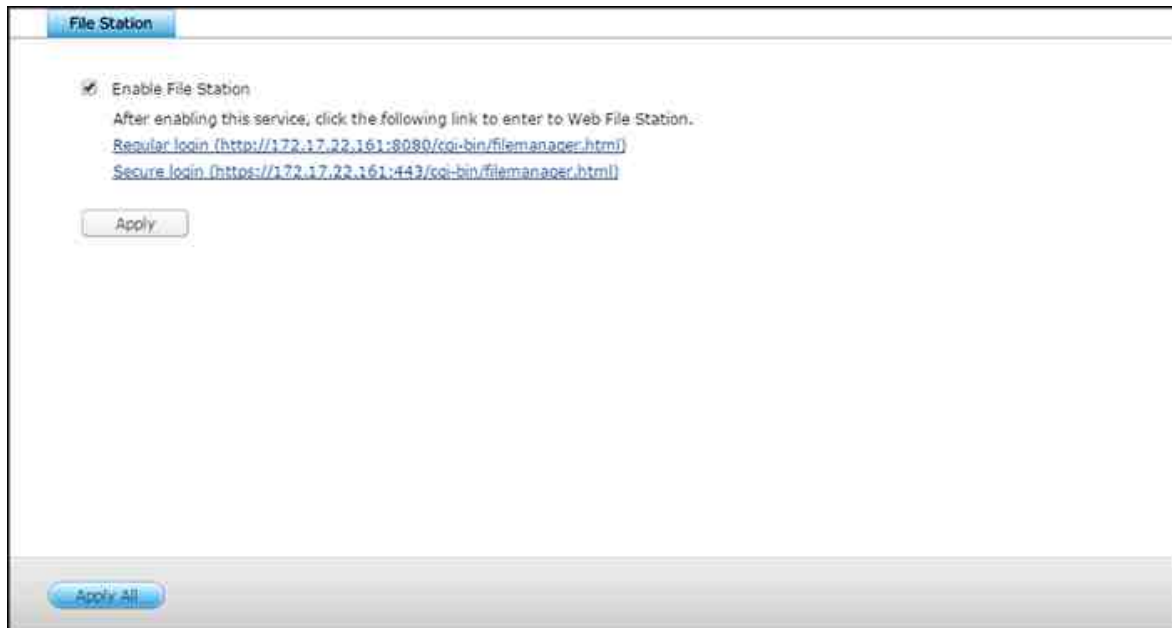 File Station
Enable File Station
After enabling this service, click the following link to enter to Web File Station.
Regular login (http://172.17.22.161:8080/cgi-bin/filemanager.html)
Secure login (https://172.17.22.161:443/cgi-bin/filemanager.html)
Apply
Apply All